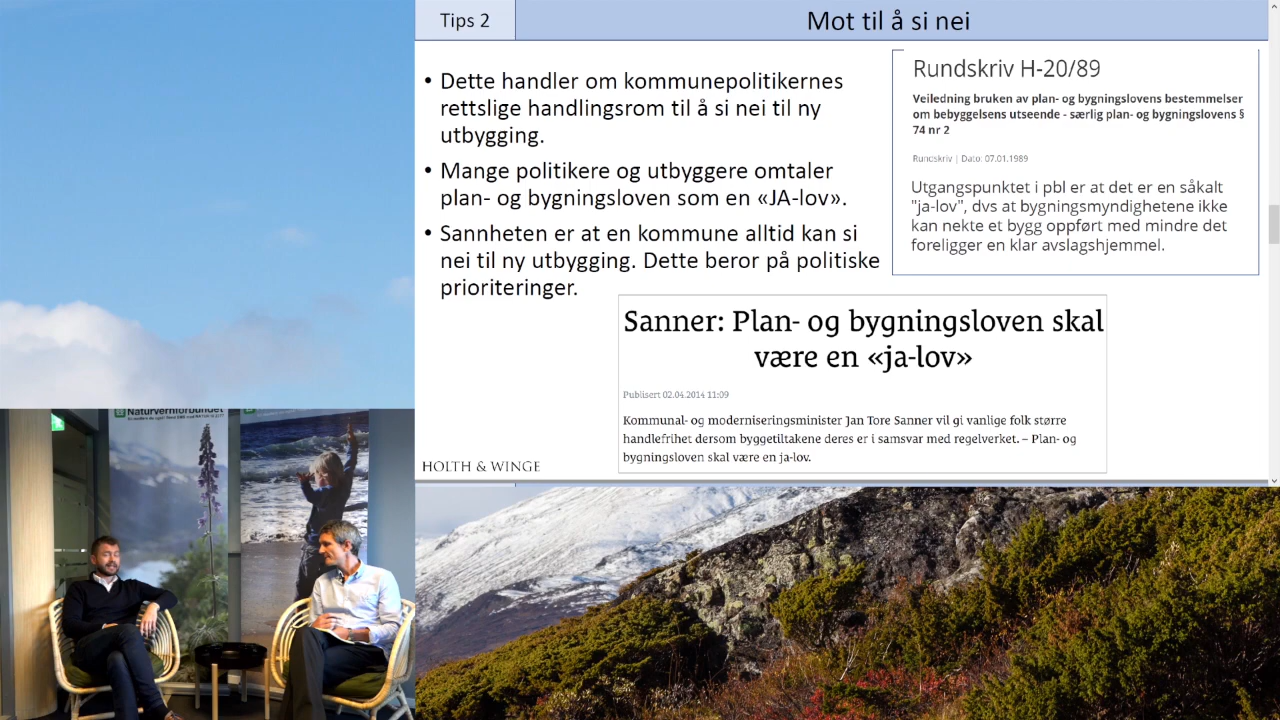 Tips 2
Mot til å si nei
• Dette handler om kommunepolitikernes
rettslige handlingsrom til å si nei til ny
utbygging.
• Mange politikere og utbyggere omtaler
plan- og bygningsloven som en «JA-lov».
• Sannheten er at en kommune alltid kan si
nei til ny utbygging. Dette beror på politiske
prioriteringer.
Rundskriv H-20/89
Veiledning bruken av plan- og bygningslovens bestemmelser
om bebyggelsens utseende - særlig plan- og bygningslovens §
74 nr 2
Rundskriv | Dato: 07.01.1989
Utgangspunktet i pbl er at det er en såkalt
"ja-lov", dvs at bygningsmyndighetene ikke
kan nekte et bygg oppført med mindre det
foreligger en klar avslagshjemmel.
Sanner: Plan- og bygningsloven skal
være en «ja-lov»
Publisert 02.04.2014 11:09
Kommunal- og moderniseringsminister Jan Tore Sanner vil gi vanlige folk større
handlefrihet dersom byggetiltakene deres er i samsvar med regelverket. – Plan- og
bygningsloven skal være en ja-lov.
HOLTH & WINGE
Naturvernforbundet